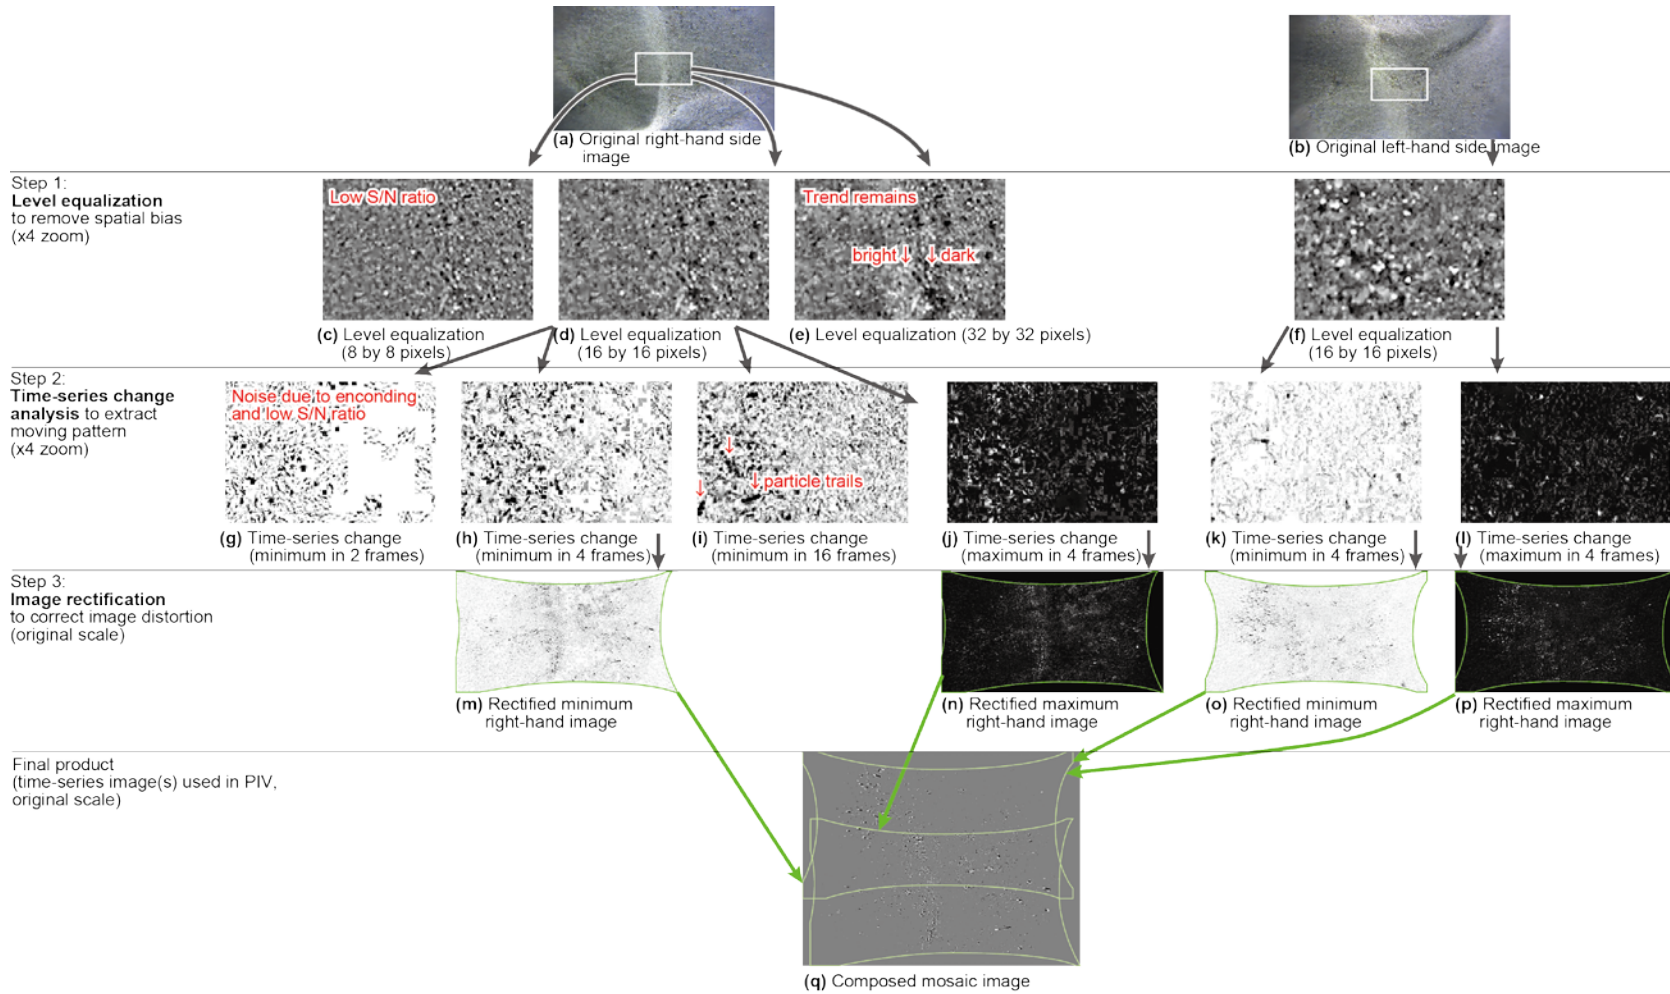 (a) Original right-hand side
image
(b) Original left-hand side image
Step 1:
Level equalization
to remove spatial bias
(x4 zoom)
Low S/N ratio
Trend remains
bright ↓ ↓ dark
(c) Level equalization
(8 by 8 pixels)
(d) Level equalization
(16 by 16 pixels)
(e) Level equalization (32 by 32 pixels)
(f) Level equalization
(16 by 16 pixels)
Step 2:
Time-series change
analysis to extract
moving pattern
(x4 zoom)
Noise due to enconding
and low S/N ratio
↓
↓ ↓ particle trails
(g) Time-series change
(minimum in 2 frames)
(h) Time-series change
(minimum in 4 frames)
(i) Time-series change
(minimum in 16 frames)
(j) Time-series change
(maximum in 4 frames)
(k) Time-series change
(minimum in 4 frames)
(l) Time-series change
(maximum in 4 frames)
Step 3:
Image rectification
to correct image distortion
(original scale)
(m) Rectified minimum
right-hand image
(n) Rectified maximum
right-hand image
(o) Rectified minimum
right-hand image
(p) Rectified maximum
right-hand image
Final product
(time-series image(s) used in PIV,
original scale)
(q) Composed mosaic image